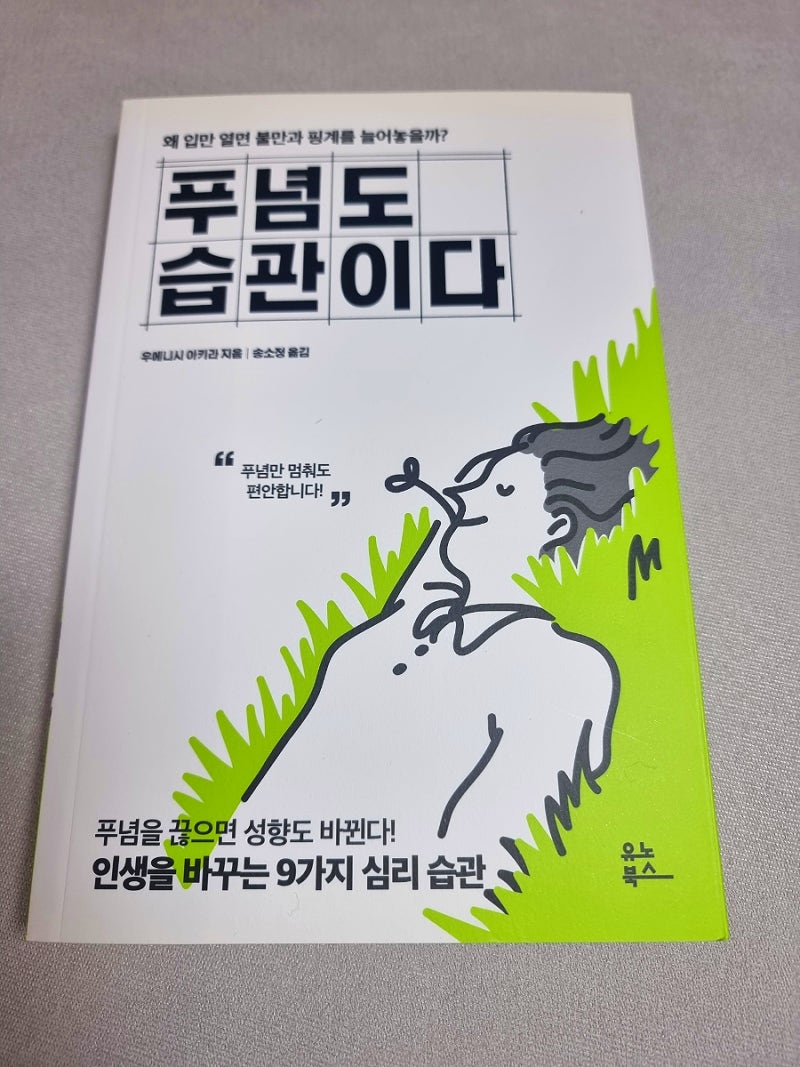 왜 입만 열면 불만과 핑계를 늘어놓을까?
푸념도
습관이다
우에니시 아키라 지음 | 송소정 옮김
“ 푸념만 멈춰도
편안합니다! ”
푸념을 끊으면 성향도 바뀐다!
인생을 바꾸는 9가지 심리 습관
유노
북스